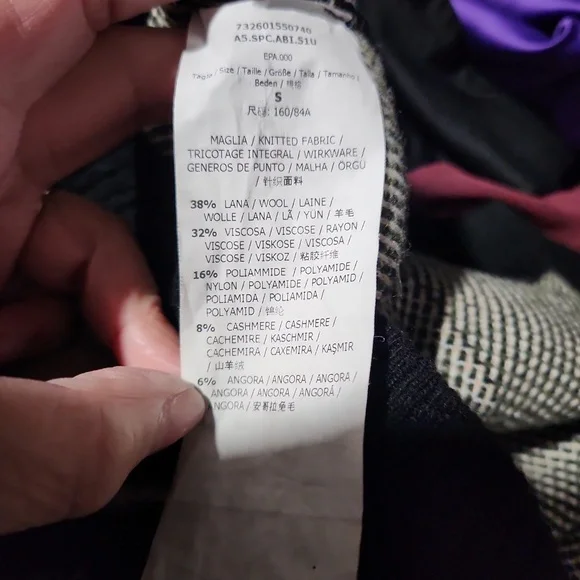 732601550740
A5.SPC.ABI.S1U
EPA.000
Size / Taille / Größe / Talla / Tamanho
Beden /
S
尺码: 160/84A
MAGLIA / KNITTED FABRIC /
TRICOTAGE INTEGRAL / WIRKWARE /
GENEROS DE PUNTO / MALHA / ÖRGÜ
/ 针织面料
38% LANA / WOOL / LAINE /
WOLLE / LANA / LÃ / YÜN / 羊毛
32% VISCOSA / VISCOSE / RAYON /
VISCOSE / VISKOSE / VISCOSA /
VISCOSE / VISKOZ / 粘胶纤维
16% POLIAMMIDE / POLYAMIDE /
NYLON / POLYAMIDE / POLYAMID /
POLIAMIDA / POLIAMIDA /
POLYAMID / 锦纶
8% CASHMERE / CASHMERE /
CACHEMIRE / KASCHMIR /
CACHEMIRA / CAXEMIRA / KAŞMIR
/ 山羊绒
6% ANGORA / ANGORA / ANGORA /
ANGORA / ANGORA / ANGORÁ /
ANGORA / 安哥拉兔毛